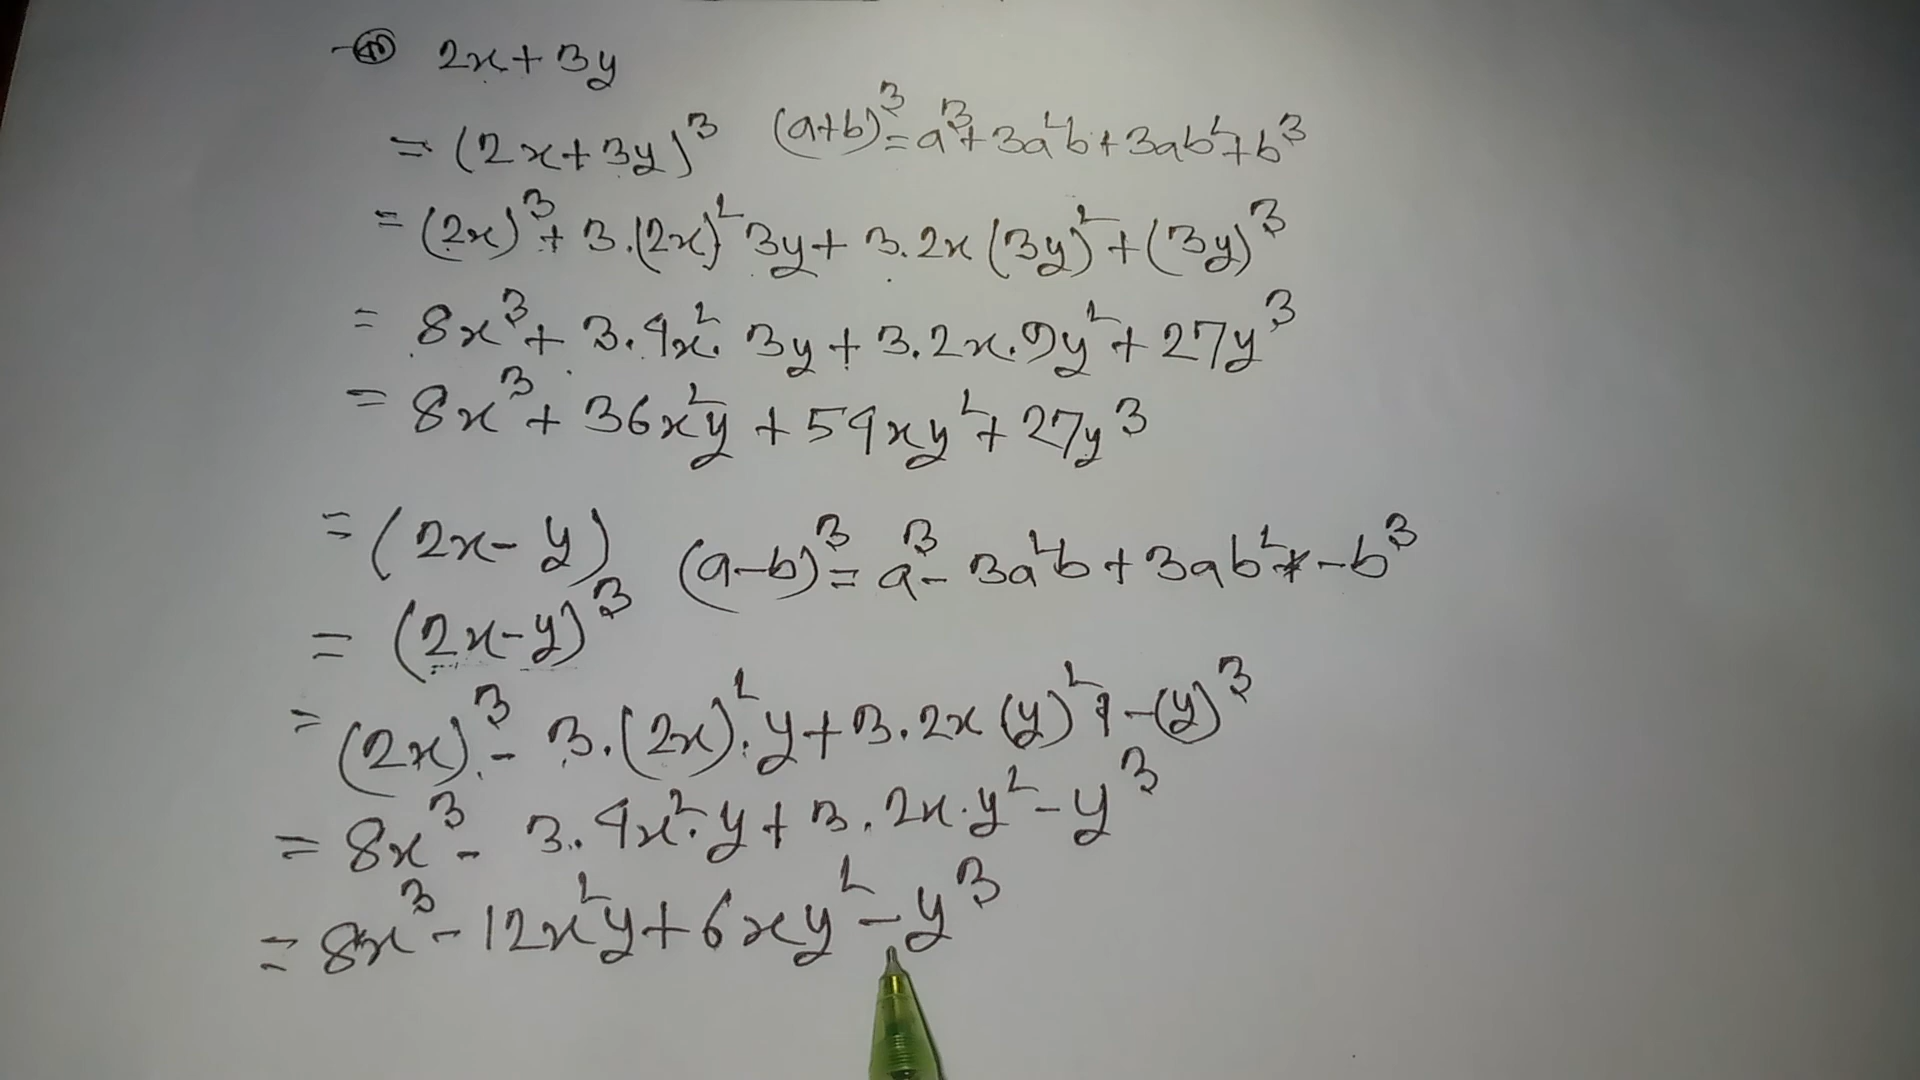 2x+3y
= (2x+3y)³ (a+b)³=a³+3a²b+3ab²+b³
= (2x)³+3.(2x)² 3y+3.2x(3y)²+(3y)³
= 8x³+3.4x².3y+3.2x.9y²+27y³
= 8x³+36x²y+54xy²+27y³
= (2x-y) (a-b)³=a³-3a²b+3ab²-b³
= (2x-y)³
= (2x)³-3.(2x)².y+3.2x(y)²-(y)³
= 8x³-3.4x².y+3.2x.y²-y³
= 8x³-12x²y+6xy²-y³